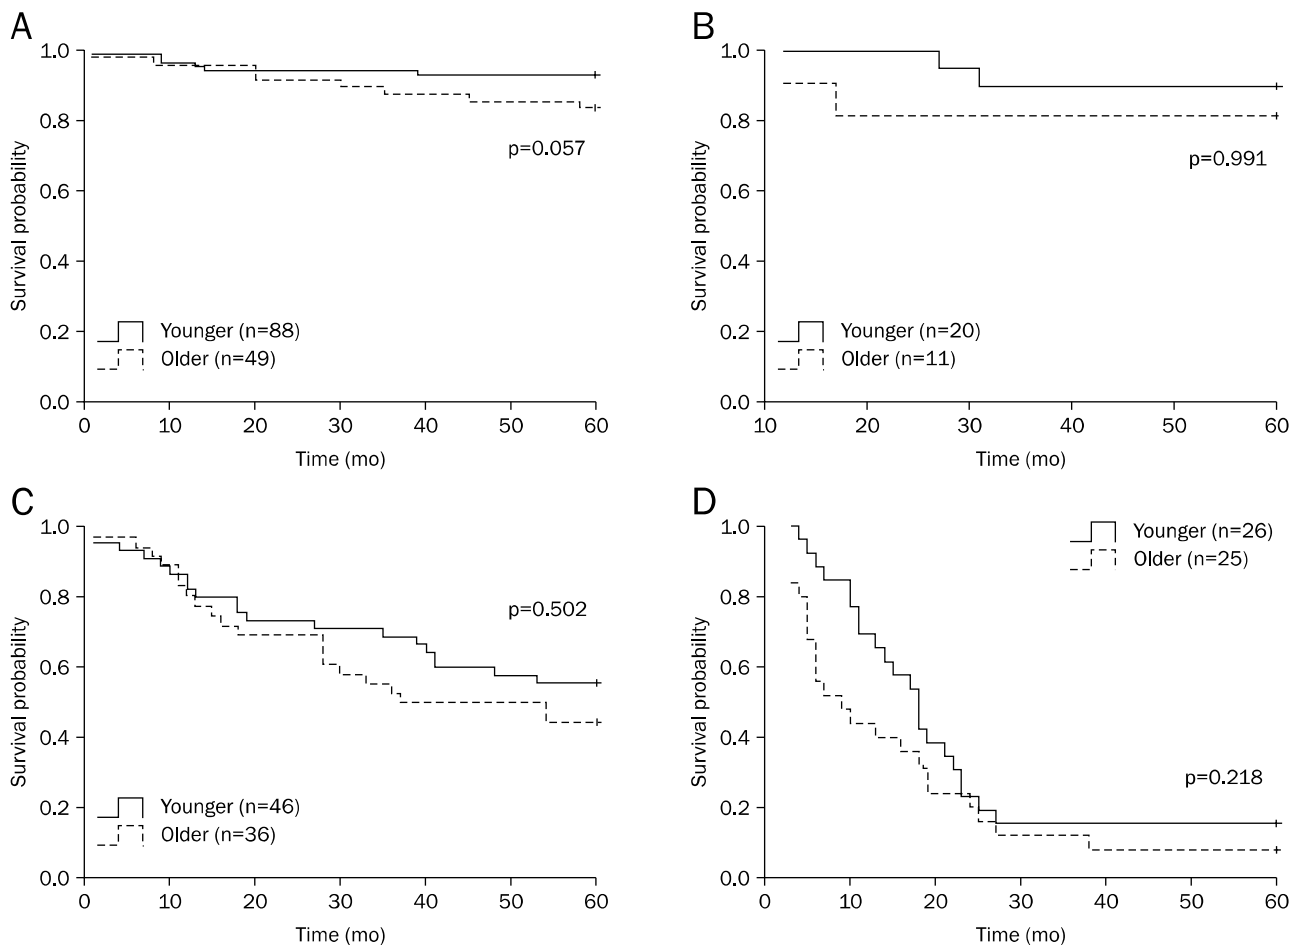 A
1.0
0.8
0.6
0.4
0.2
0.0
Survival probability
p=0.057
Younger (n=88)
Older (n=49)
0 10 20 30 40 50 60
Time (mo)
B
1.0
0.8
0.6
0.4
0.2
0.0
Survival probability
p=0.991
Younger (n=20)
Older (n=11)
10 20 30 40 50 60
Time (mo)
C
1.0
0.8
0.6
0.4
0.2
0.0
Survival probability
p=0.502
Younger (n=46)
Older (n=36)
0 10 20 30 40 50 60
Time (mo)
D
1.0
0.8
0.6
0.4
0.2
0.0
Survival probability
Younger (n=26)
Older (n=25)
p=0.218
0 10 20 30 40 50 60
Time (mo)